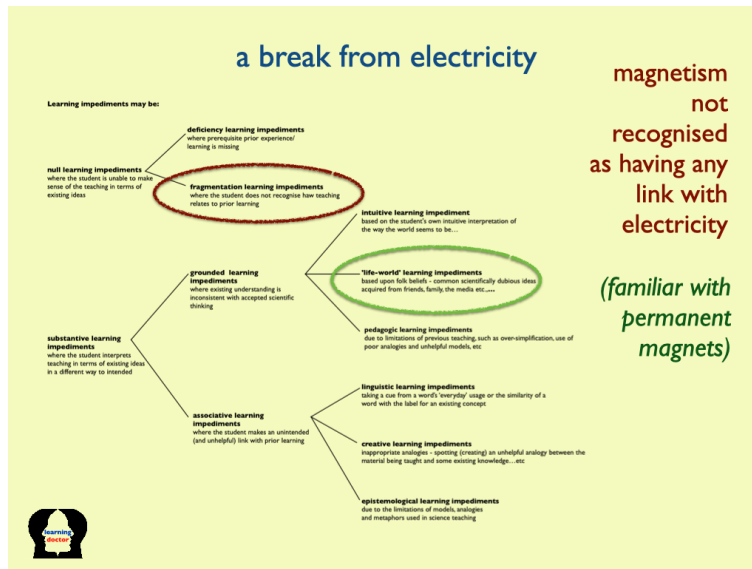 a break from electricity
magnetism
not
recognised
as having any
link with
electricity
(familiar with
permanent
magnets)
Learning impediments may be:
deficiency learning impediments
where prerequisite prior experience/
learning is missing
null learning impediments
where the student is unable to make
sense of the teaching in terms of
existing ideas
fragmentation learning impediments
where the student does not recognise haw teaching
relates to prior learning
intuitive learning impediment
based on the student's own intuitive interpretation of
the way the world seems to be…
grounded learning
impediments
where existing understanding is
inconsistent with accepted scientific
thinking
'life-world' learning impediments
based upon folk beliefs - common scientifically dubious ideas
acquired from friends, family, the media etc.,...
pedagogic learning impediments
due to limitations of previous teaching, such as over-simplification, use of
poor analogies and unhelpful models, etc
substantive learning
impediments
where the student interprets
teaching in terms of existing ideas
in a different way to intended
linguistic learning impediments
taking a cue from a word's 'everyday' usage or the similarity of a
word with the label for an existing concept
associative learning
impediments
where the student makes an unintended
(and unhelpful) link with prior learning
creative learning impediments
inappropriate analogies - spotting (creating) an unhelpful analogy between the
material being taught and some existing knowledge…etc
epistemological learning impediments
due to the limitations of models, analogies
and metaphors used in science teaching
learning
doctor